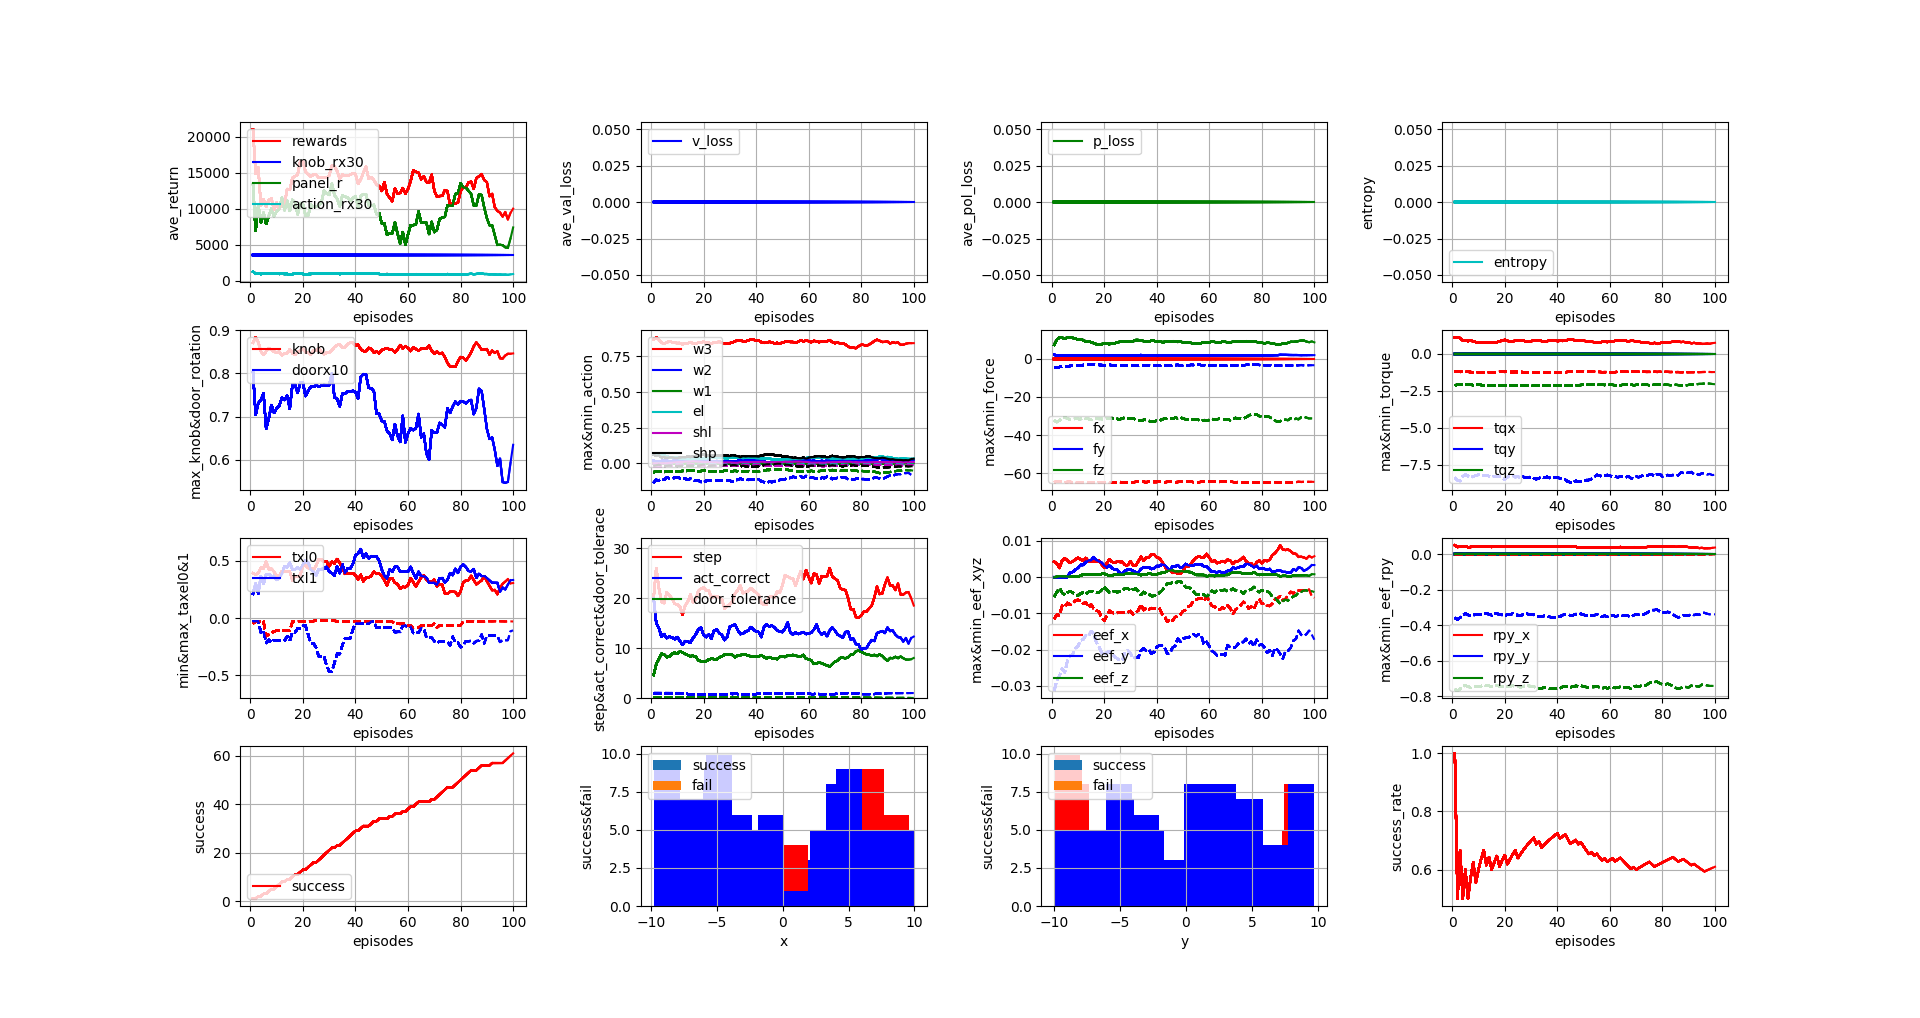 ave_return
20000
15000
10000
5000
0
rewards
knob_rx30
panel_r
action_rx30
0 20 40 60 80 100
episodes
ave_val_loss
0.050
0.025
0.000
−0.025
−0.050
v_loss
0 20 40 60 80 100
episodes
ave_pol_loss
0.050
0.025
0.000
−0.025
−0.050
p_loss
0 20 40 60 80 100
episodes
entropy
0.050
0.025
0.000
−0.025
−0.050
entropy
0 20 40 60 80 100
episodes
max_knob&door_rotation
0.9
0.8
0.7
0.6
knob
doorx10
0 20 40 60 80 100
episodes
max&min_action
0.75
0.50
0.25
0.00
w3
w2
w1
el
shl
shp
0 20 40 60 80 100
episodes
max&min_force
0
−20
−40
−60
fx
fy
fz
0 20 40 60 80 100
episodes
max&min_torque
0.0
−2.5
−5.0
−7.5
tqx
tqy
tqz
0 20 40 60 80 100
episodes
min&max_taxel0&1
0.5
0.0
−0.5
txl0
txl1
0 20 40 60 80 100
episodes
step&act_correct&door_tolerace
30
20
10
0
step
act_correct
door_tolerance
0 20 40 60 80 100
episodes
max&min_eef_xyz
0.01
0.00
−0.01
−0.02
−0.03
eef_x
eef_y
eef_z
0 20 40 60 80 100
episodes
max&min_eef_rpy
0.0
−0.2
−0.4
−0.6
−0.8
rpy_x
rpy_y
rpy_z
0 20 40 60 80 100
episodes
success
60
40
20
0
success
0 20 40 60 80 100
episodes
success&fail
10.0
7.5
5.0
2.5
0.0
success
fail
−10 −5 0 5 10
x
success&fail
10.0
7.5
5.0
2.5
0.0
success
fail
−10 −5 0 5 10
y
success_rate
1.0
0.8
0.6
0 20 40 60 80 100
episodes